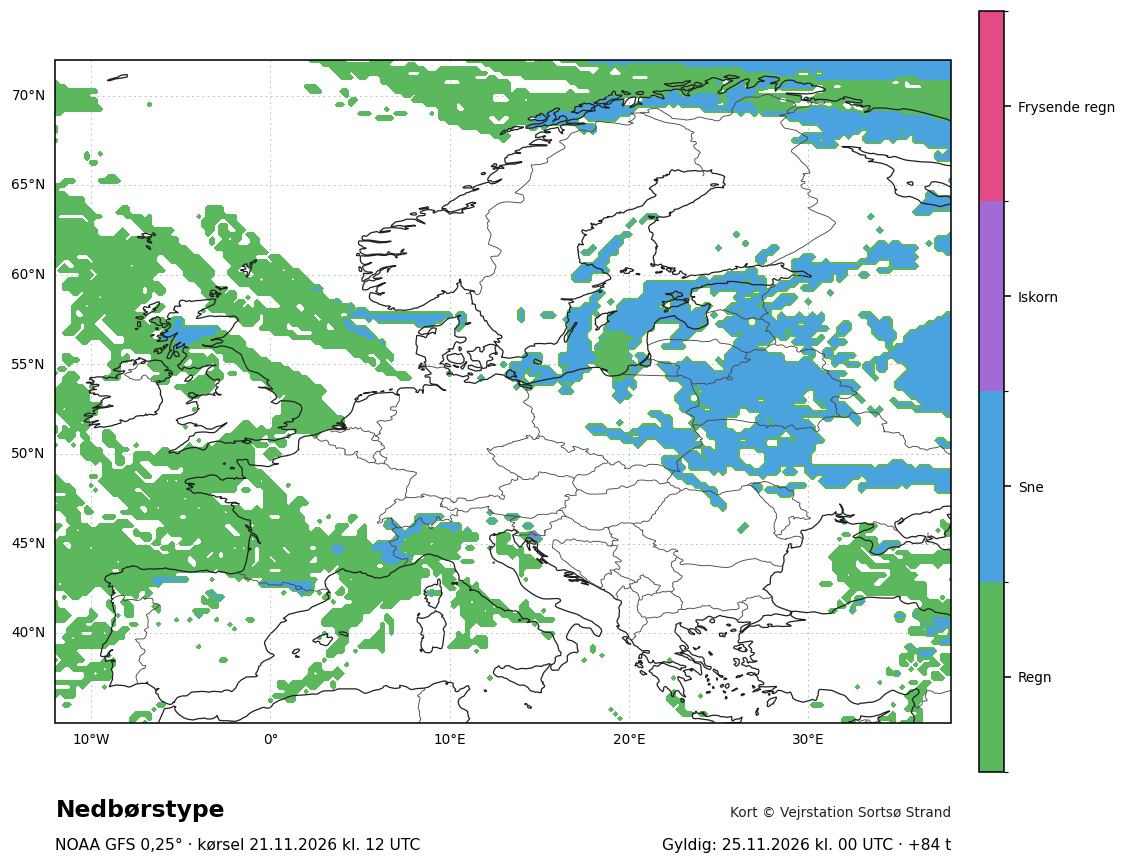 70°N
65°N
60°N
55°N
50°N
45°N
40°N
10°W
0°
10°E
20°E
30°E
Frysende regn
Iskorn
Sne
Regn
Nedbørstype
Kort © Vejrstation Sortsø Strand
NOAA GFS 0,25° · kørsel 21.11.2026 kl. 12 UTC
Gyldig: 25.11.2026 kl. 00 UTC · +84 t